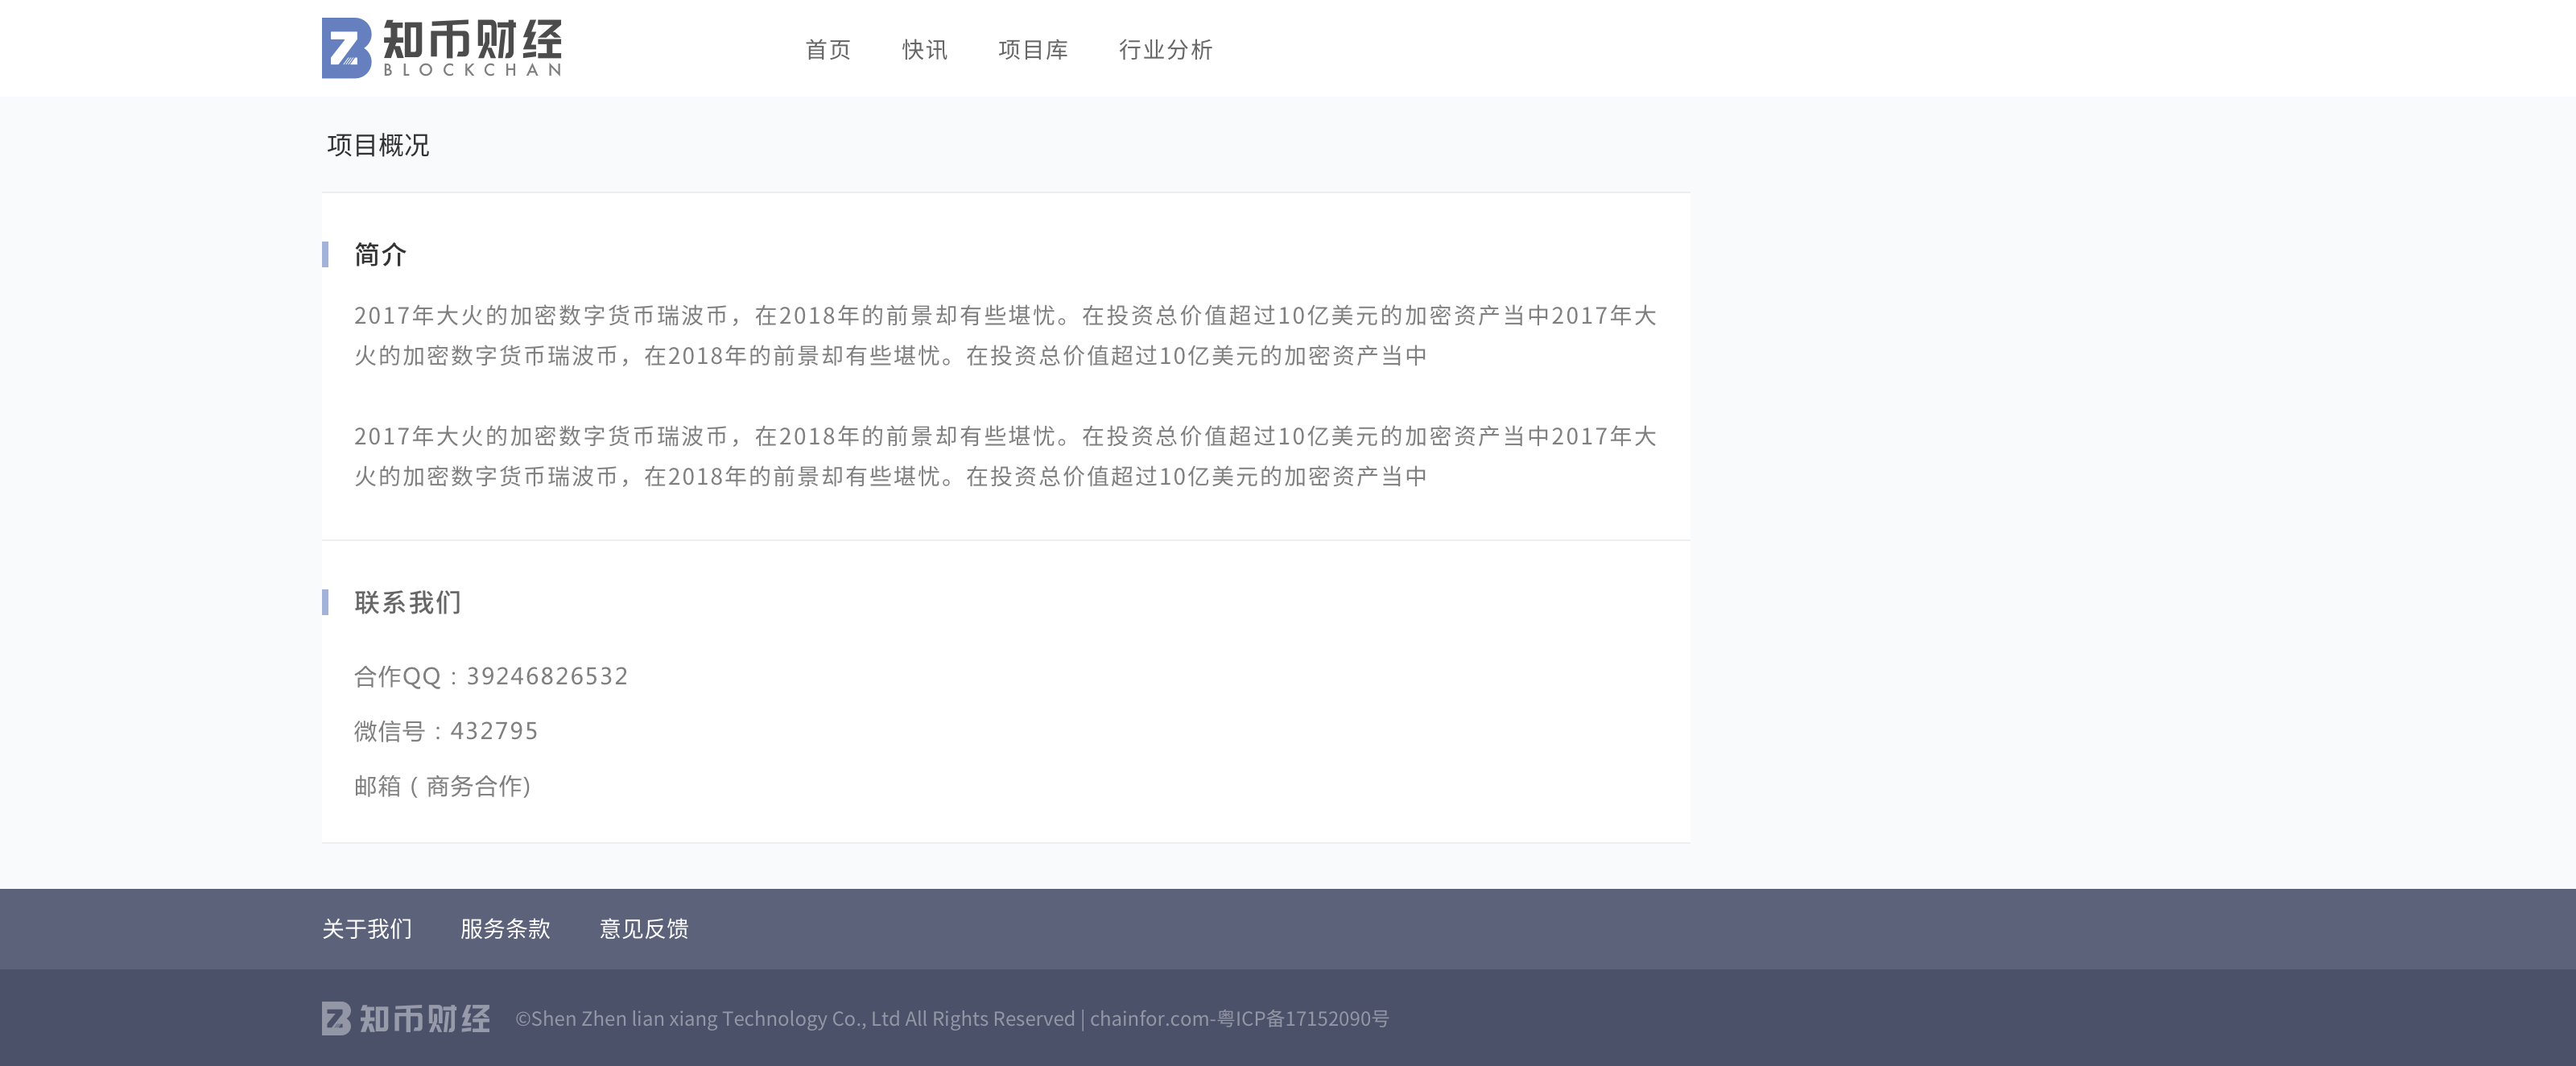 知币财经
BLOCKCHAN
首页 快讯 项目库 行业分析
项目概况
简介
2017年大火的加密数字货币瑞波币，在2018年的前景却有些堪忧。在投资总价值超过10亿美元的加密资产当中2017年大
火的加密数字货币瑞波币，在2018年的前景却有些堪忧。在投资总价值超过10亿美元的加密资产当中
2017年大火的加密数字货币瑞波币，在2018年的前景却有些堪忧。在投资总价值超过10亿美元的加密资产当中2017年大
火的加密数字货币瑞波币，在2018年的前景却有些堪忧。在投资总价值超过10亿美元的加密资产当中
联系我们
合作QQ：39246826532
微信号：432795
邮箱（商务合作)
关于我们 服务条款 意见反馈
知币财经 ©Shen Zhen lian xiang Technology Co., Ltd All Rights Reserved | chainfor.com-粤ICP备17152090号